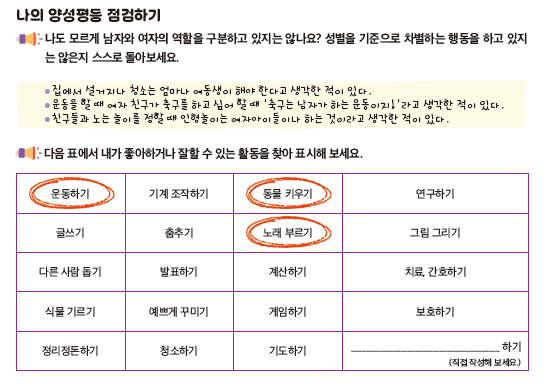 나의 양성평등 점검하기
나도 모르게 남자와 여자의 역할을 구분하고 있지는 않나요? 성별을 기준으로 차별하는 행동을 하고 있지
는 않은지 스스로 돌아보세요.
집에서 설거지나 청소는 엄마나 여동생이 해야 한다고 생각한 적이 있다.
운동을 할 때 여자 친구가 축구를 하고 싶어 할 때 '축구는 남자가 하는 운동이지!'라고 생각한 적이 있다.
친구들과 노는 놀이를 정할 때 인형놀이는 여자아이들이나 하는 것이라고 생각한 적이 있다.
다음 표에서 내가 좋아하거나 잘할 수 있는 활동을 찾아 표시해 보세요.
운동하기 기계 조작하기 동물 키우기 연구하기
글쓰기 춤추기 노래 부르기 그림 그리기
다른 사람 돕기 발표하기 계산하기 치료, 간호하기
식물 기르기 예쁘게 꾸미기 게임하기 보호하기
정리정돈하기 청소하기 기도하기 하기
(직접 작성해 보세요.)